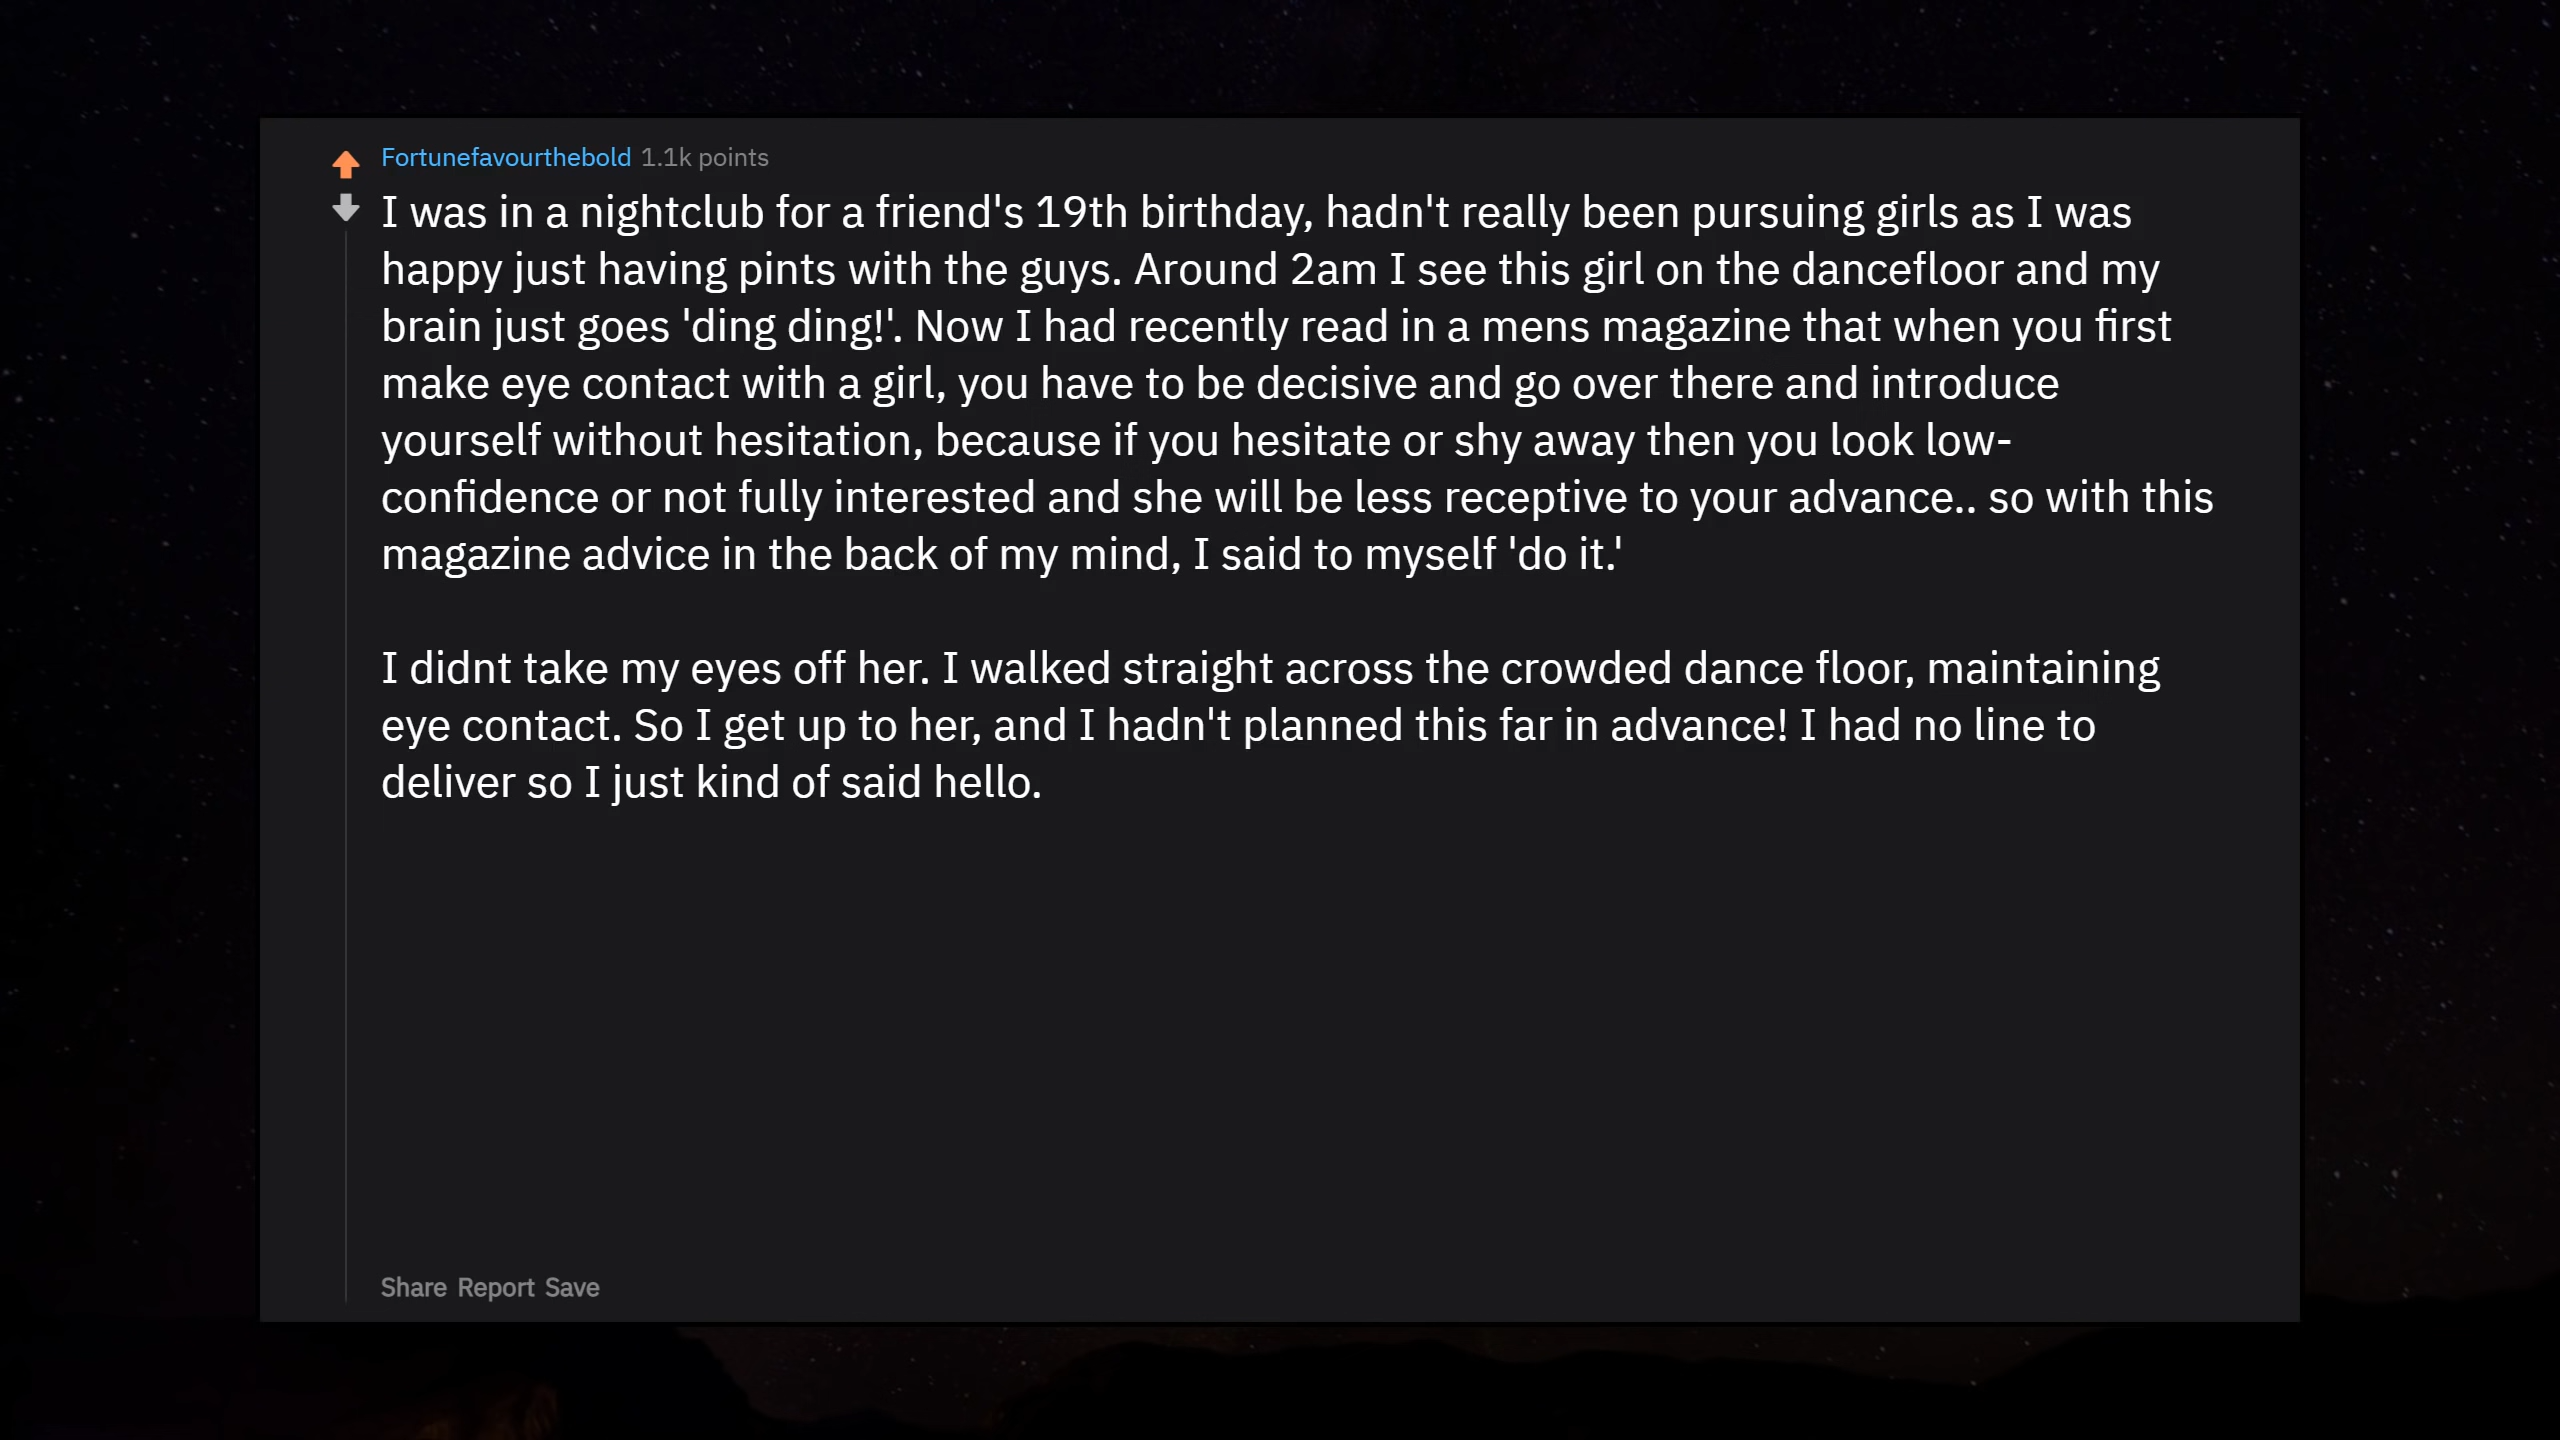 Fortunefavourthebold 1.1k points
I was in a nightclub for a friend's 19th birthday, hadn't really been pursuing girls as I was
happy just having pints with the guys. Around 2am I see this girl on the dancefloor and my
brain just goes 'ding ding!'. Now I had recently read in a mens magazine that when you first
make eye contact with a girl, you have to be decisive and go over there and introduce
yourself without hesitation, because if you hesitate or shy away then you look low-
confidence or not fully interested and she will be less receptive to your advance.. so with this
magazine advice in the back of my mind, I said to myself 'do it.'
I didnt take my eyes off her. I walked straight across the crowded dance floor, maintaining
eye contact. So I get up to her, and I hadn't planned this far in advance! I had no line to
deliver so I just kind of said hello.
Share Report Save